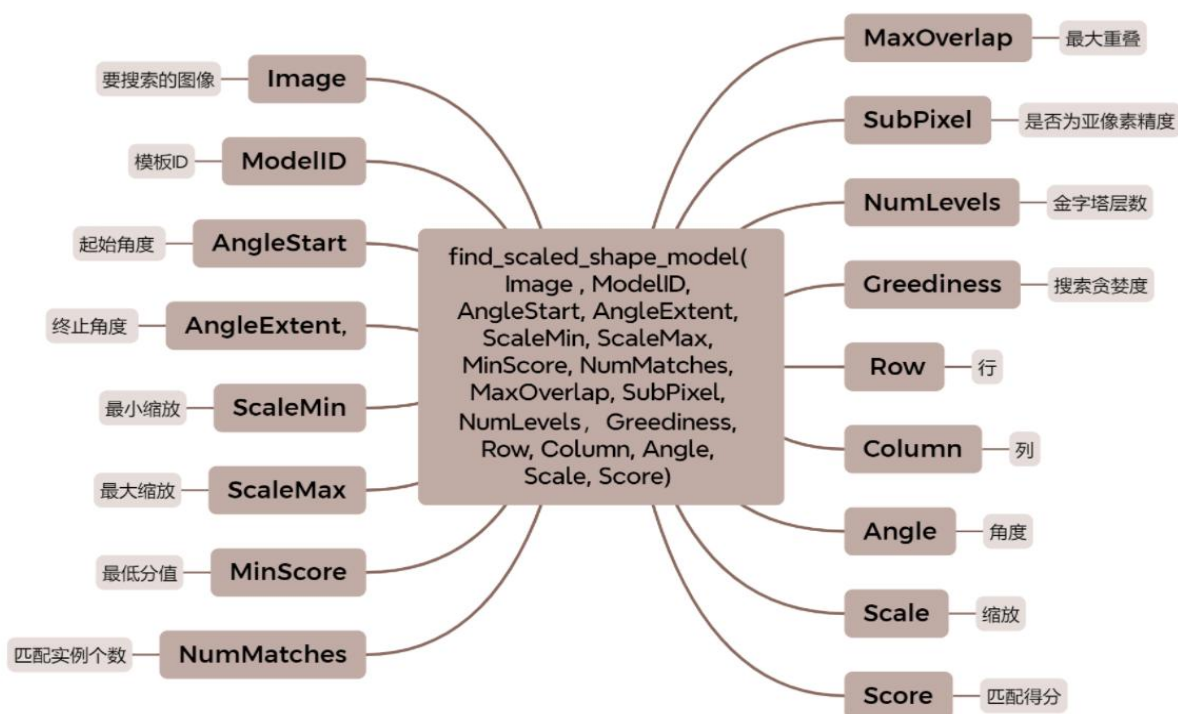 要搜索的图像
Image
模板ID
ModelID
起始角度
AngleStart
终止角度
AngleExtent,
最小缩放
ScaleMin
最大缩放
ScaleMax
最低分值
MinScore
匹配实例个数
NumMatches
find_scaled_shape_model(
Image , ModelID,
AngleStart, AngleExtent,
ScaleMin, ScaleMax,
MinScore, NumMatches,
MaxOverlap, SubPixel,
NumLevels，Greediness,
Row, Column, Angle,
Scale, Score)
MaxOverlap
最大重叠
SubPixel
是否为亚像素精度
NumLevels
金字塔层数
Greediness
搜索贪婪度
Row
行
Column
列
Angle
角度
Scale
缩放
Score
匹配得分